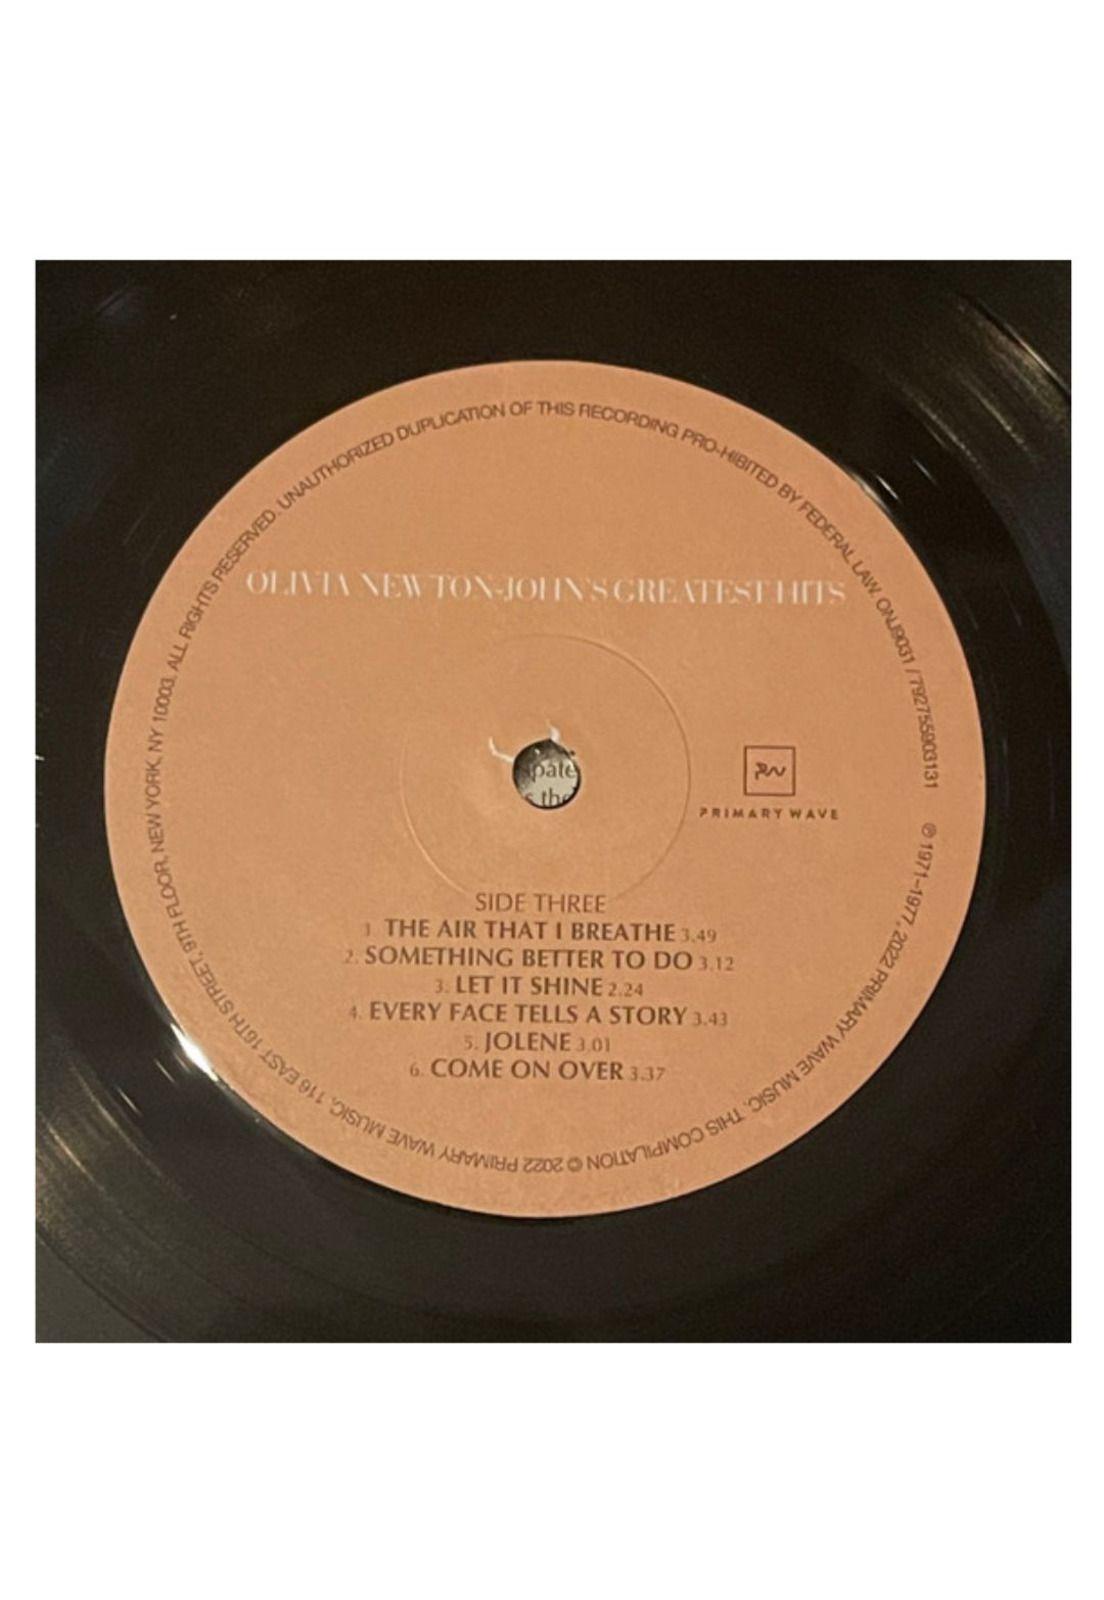 OLIVIA NEWTON-JOHN'S GREATEST HITS
PRIMARY WAVE
SIDE THREE
1. THE AIR THAT I BREATHE 3.49
2. SOMETHING BETTER TO DO 3.12
3. LET IT SHINE 2.24
4. EVERY FACE TELLS A STORY 3.43
5. JOLENE 3.01
6. COME ON OVER 3.37
℗ 1971-1977, 2022 PRIMARY WAVE MUSIC. THIS COMPILATION © 2022 PRIMARY WAVE MUSIC, 116 EAST 16TH STREET, 9TH FLOOR, NEW YORK, NY 10003. ALL RIGHTS RESERVED. UNAUTHORIZED DUPLICATION OF THIS RECORDING PRO-HIBITED BY FEDERAL LAW. ONJ9031 / 792755903131